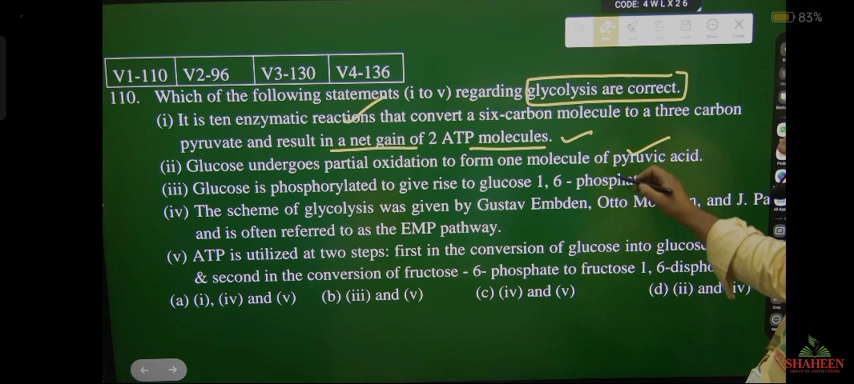 CODE: 4WLX26
83%
V1-110 V2-96 V3-130 V4-136
110. Which of the following statements (i to v) regarding glycolysis are correct.
(i) It is ten enzymatic reactions that convert a six-carbon molecule to a three carbon
pyruvate and result in a net gain of 2 ATP molecules.
(ii) Glucose undergoes partial oxidation to form one molecule of pyruvic acid.
(iii) Glucose is phosphorylated to give rise to glucose 1, 6 -
(iv) The scheme of glycolysis was given by Gustav Embden, Otto and J.
and is often referred to as the EMP pathway.
(v) ATP is utilized at two steps: first in the conversion of glucose into
& second in the conversion of fructose - 6- phosphate to fructose 1,
(a) (i), (iv) and (v) (b) (iii) and (v) (c) (iv) and (v) (d) (ii) and iv)
SHAHEEN